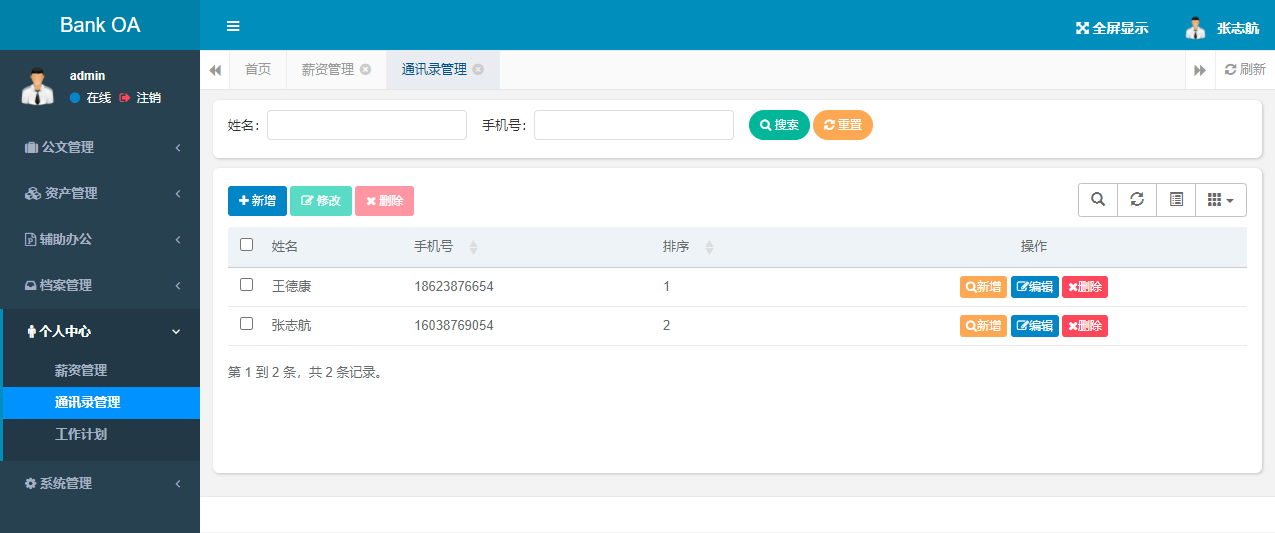 Bank OA
全屏显示 张志航
admin
在线 注销
首页 薪资管理 通讯录管理 刷新
公文管理
资产管理
辅助办公
档案管理
个人中心
薪资管理
通讯录管理
工作计划
系统管理
姓名： 手机号： 搜索 重置
新增 修改 删除
姓名 手机号 排序 操作
王德康 18623876654 1 新增 编辑 删除
张志航 16038769054 2 新增 编辑 删除
第 1 到 2 条，共 2 条记录。